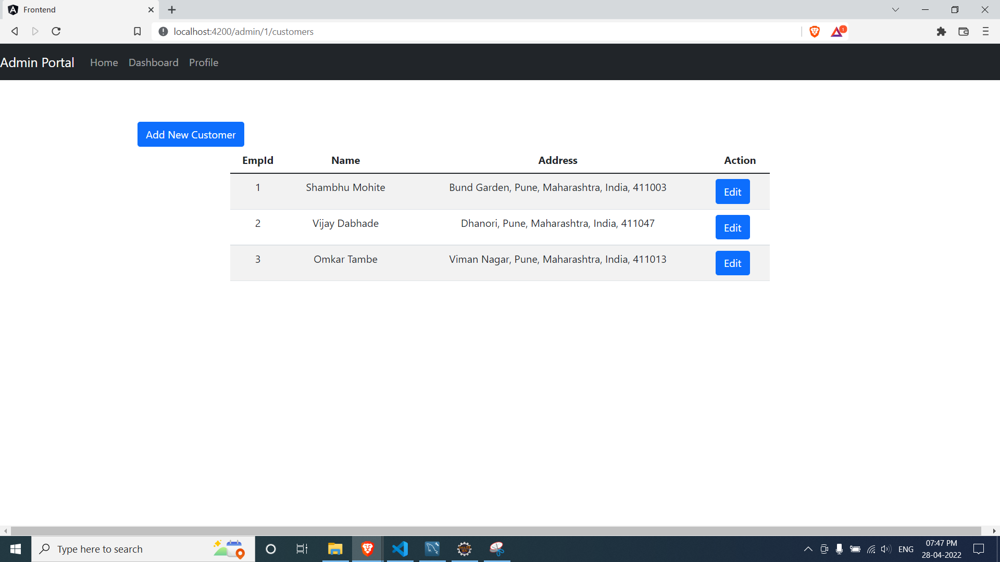 Frontend
localhost:4200/admin/1/customers
1
Admin Portal Home Dashboard Profile
Add New Customer
EmpId Name Address Action
1 Shambhu Mohite Bund Garden, Pune, Maharashtra, India, 411003 Edit
2 Vijay Dabhade Dhanori, Pune, Maharashtra, India, 411047 Edit
3 Omkar Tambe Viman Nagar, Pune, Maharashtra, India, 411013 Edit
Type here to search
ENG
07:47 PM
28-04-2022